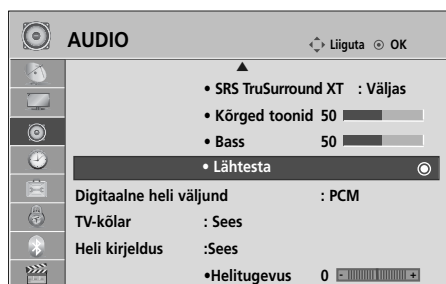 AUDIO Liiguta OK
• SRS TruSurround XT : Väljas
• Kõrged toonid 50
• Bass 50
• Lähtesta
Digitaalne heli väljund : PCM
TV-kõlar : Sees
Heli kirjeldus :Sees
•Helitugevus 0 - +